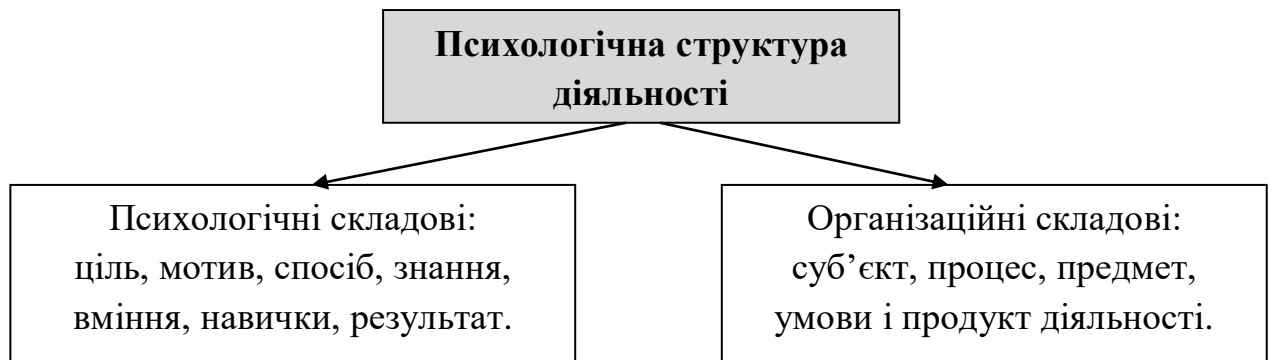 Психологічна структура
діяльності
Психологічні складові:
ціль, мотив, спосіб, знання,
вміння, навички, результат.
Організаційні складові:
суб’єкт, процес, предмет,
умови і продукт діяльності.